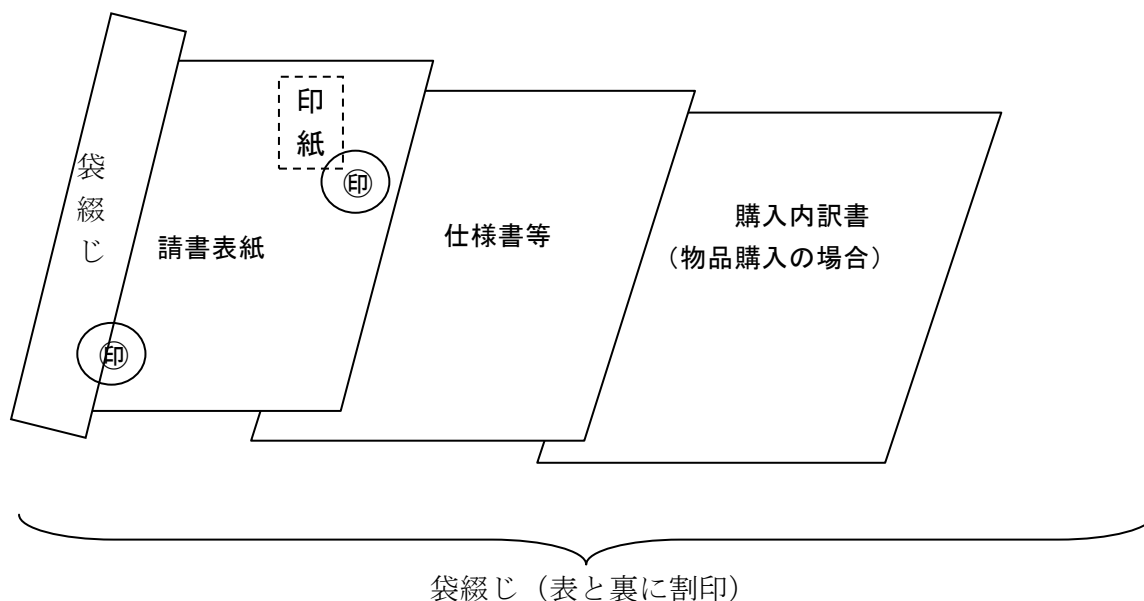 袋綴じ
印紙
㊞
請書表紙
㊞
仕様書等
購入内訳書
（物品購入の場合）
袋綴じ（表と裏に割印）